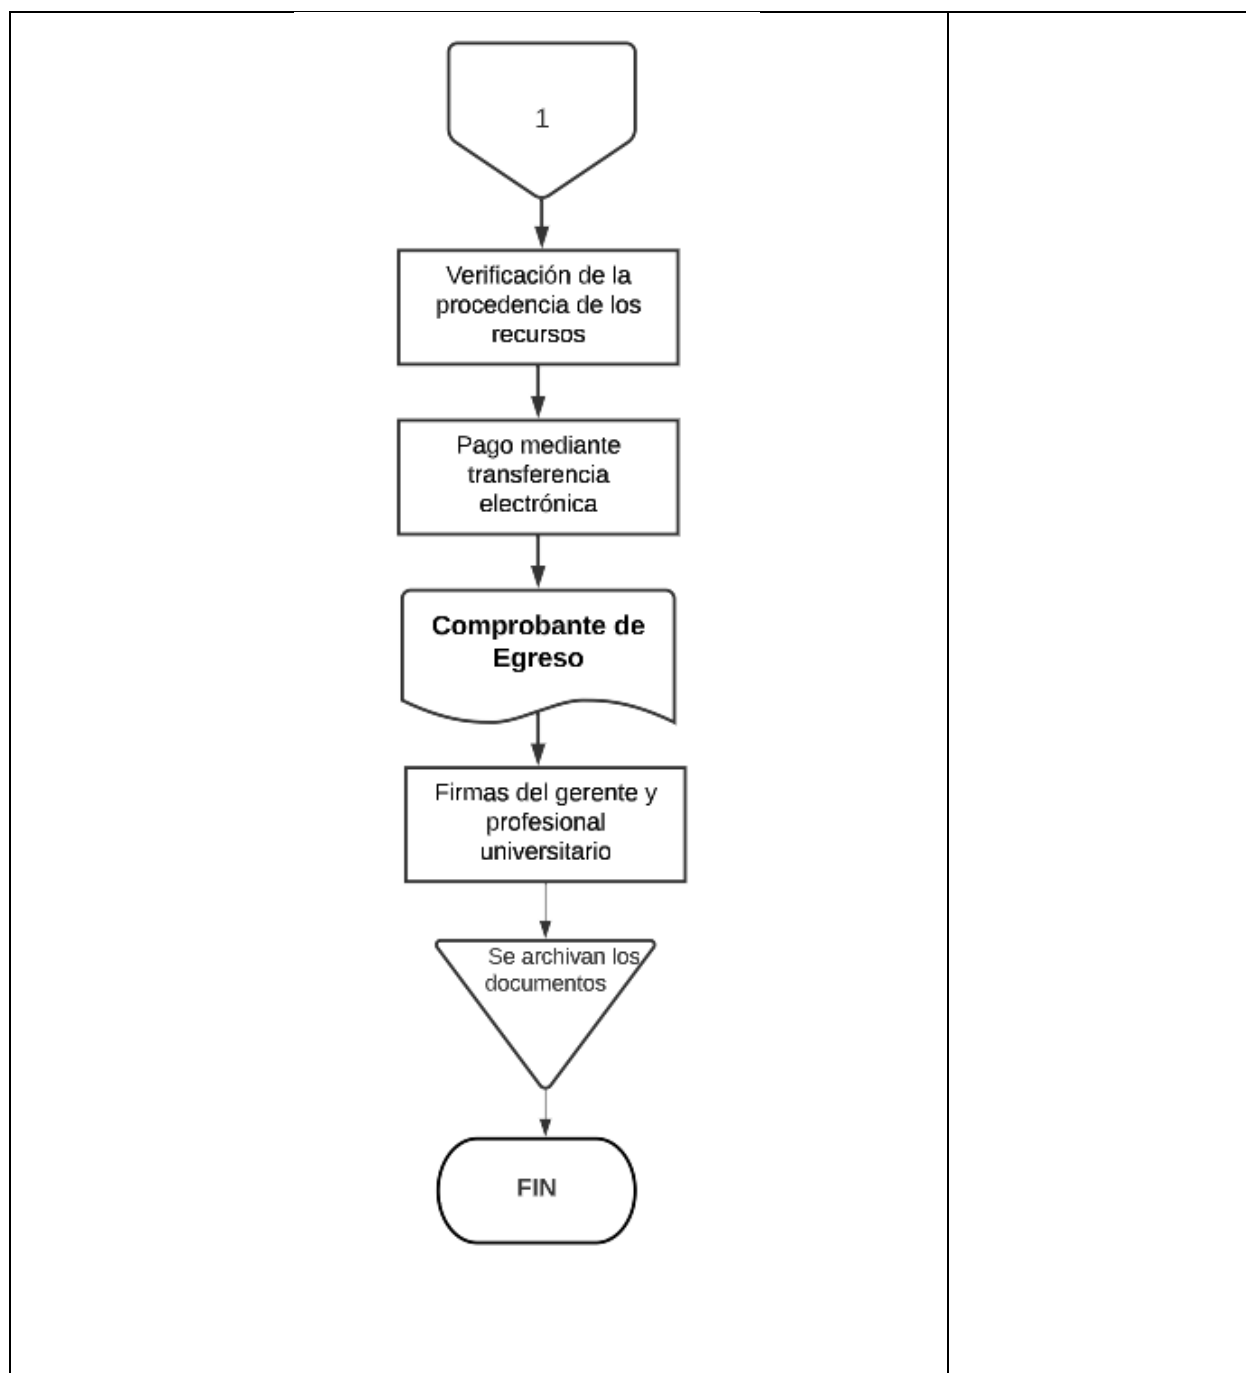 1
Verificación de la
procedencia de los
recursos
Pago mediante
transferencia
electrónica
Comprobante de
Egreso
Firmas del gerente y
profesional
universitario
Se archivan los
documentos
FIN